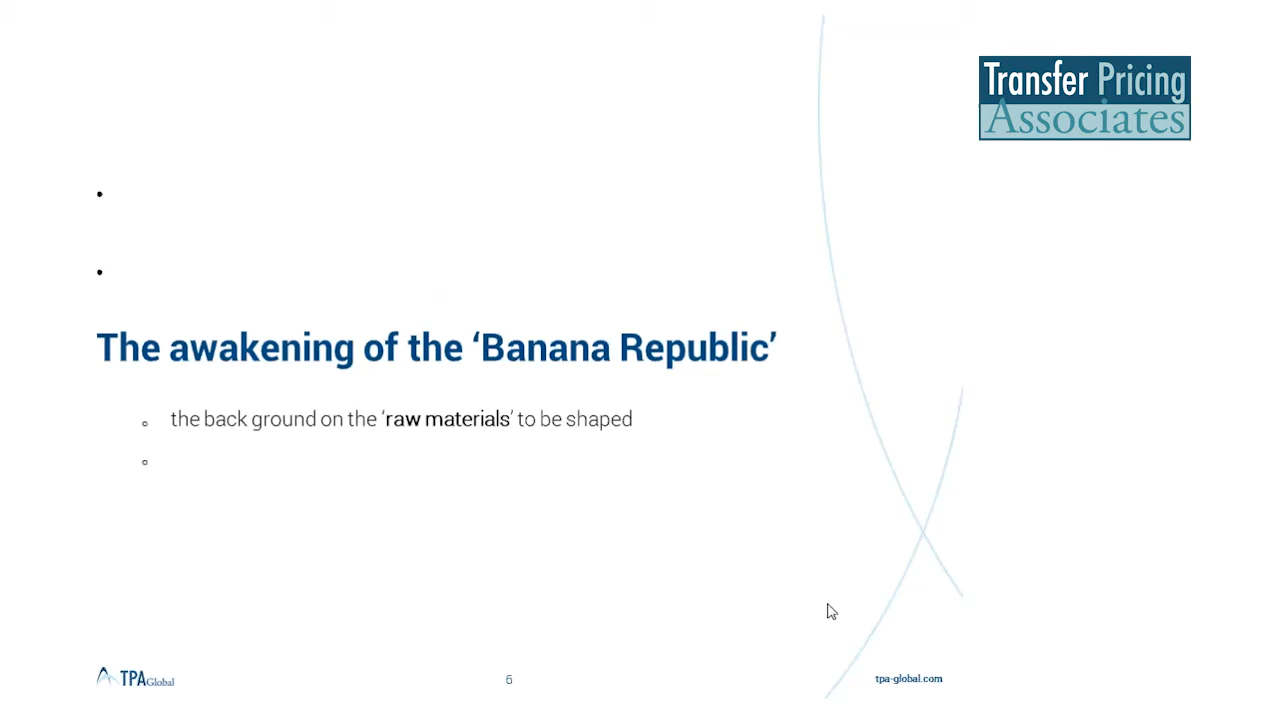 Transfer Pricing
Associates
•
•
The awakening of the ‘Banana Republic’
○ the back ground on the ‘raw materials’ to be shaped
○
TPA Global
6
tpa-global.com